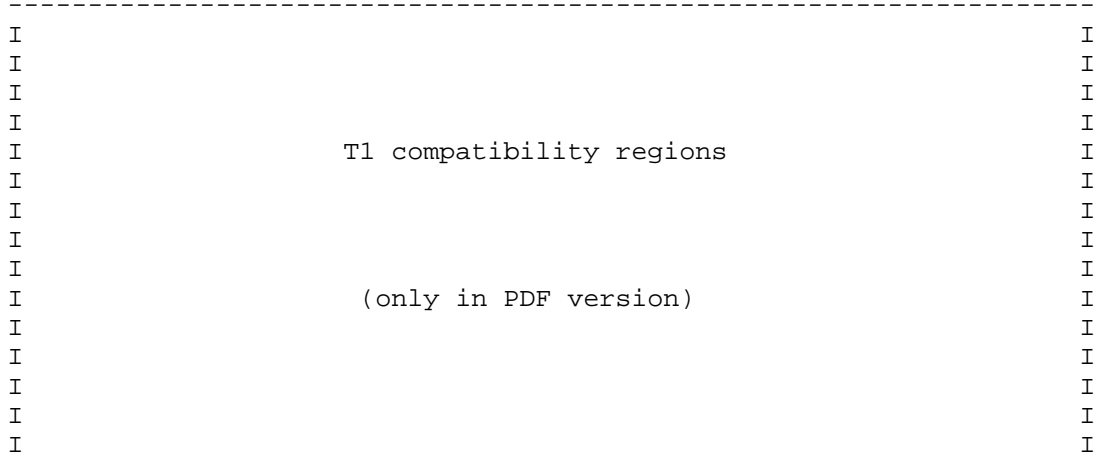 --------------------------------------------------------------------
I                                                                  I
I                                                                  I
I                                                                  I
I                                                                  I
I                    T1 compatibility regions                      I
I                                                                  I
I                                                                  I
I                                                                  I
I                                                                  I
I                     (only in PDF version)                        I
I                                                                  I
I                                                                  I
I                                                                  I
I                                                                  I
I                                                                  I